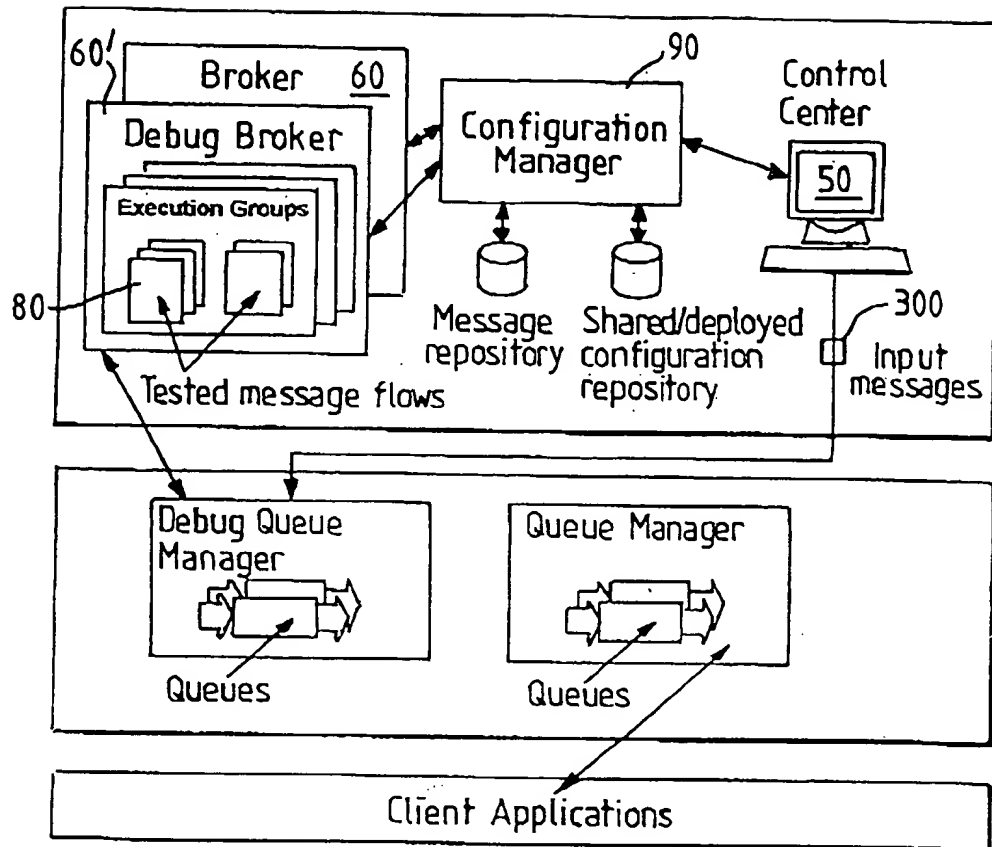 60'
Broker 60
Debug Broker
Execution Groups
80
Tested message flows
90
Configuration
Manager
Message
repository
Shared/deployed
configuration
repository
Control
Center
50
300
Input
messages
Debug Queue
Manager
Queues
Queue Manager
Queues
Client Applications